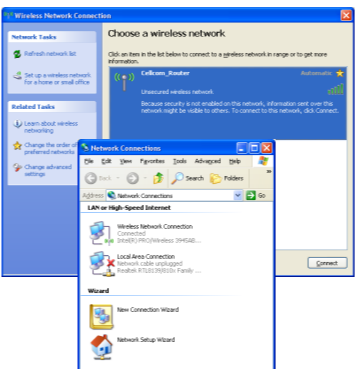 Wireless Network Connection
Network Tasks
Refresh network list
Set up a wireless network
for a home or small office
Related Tasks
Learn about wireless
networking
Change the order of
preferred networks
Change advanced
settings
Choose a wireless network
Click an item in the list below to connect to a wireless network in range or to get more
information.
Cellcom_Router
Automatic
Unsecured wireless network
Because security is not enabled on this network, information sent over this
network might be visible to others. To connect to this network, click Connect.
Connect
Network Connections
File Edit View Favorites Tools Advanced Help
Back Search Folders
Address Network Connections Go
LAN or High-Speed Internet
Wireless Network Connection
Connected
Intel(R) PRO/Wireless
Local Area Connection
Network cable unplugged
Realtek RTL8139/810x Family ...
Wizard
New Connection Wizard
Network Setup Wizard